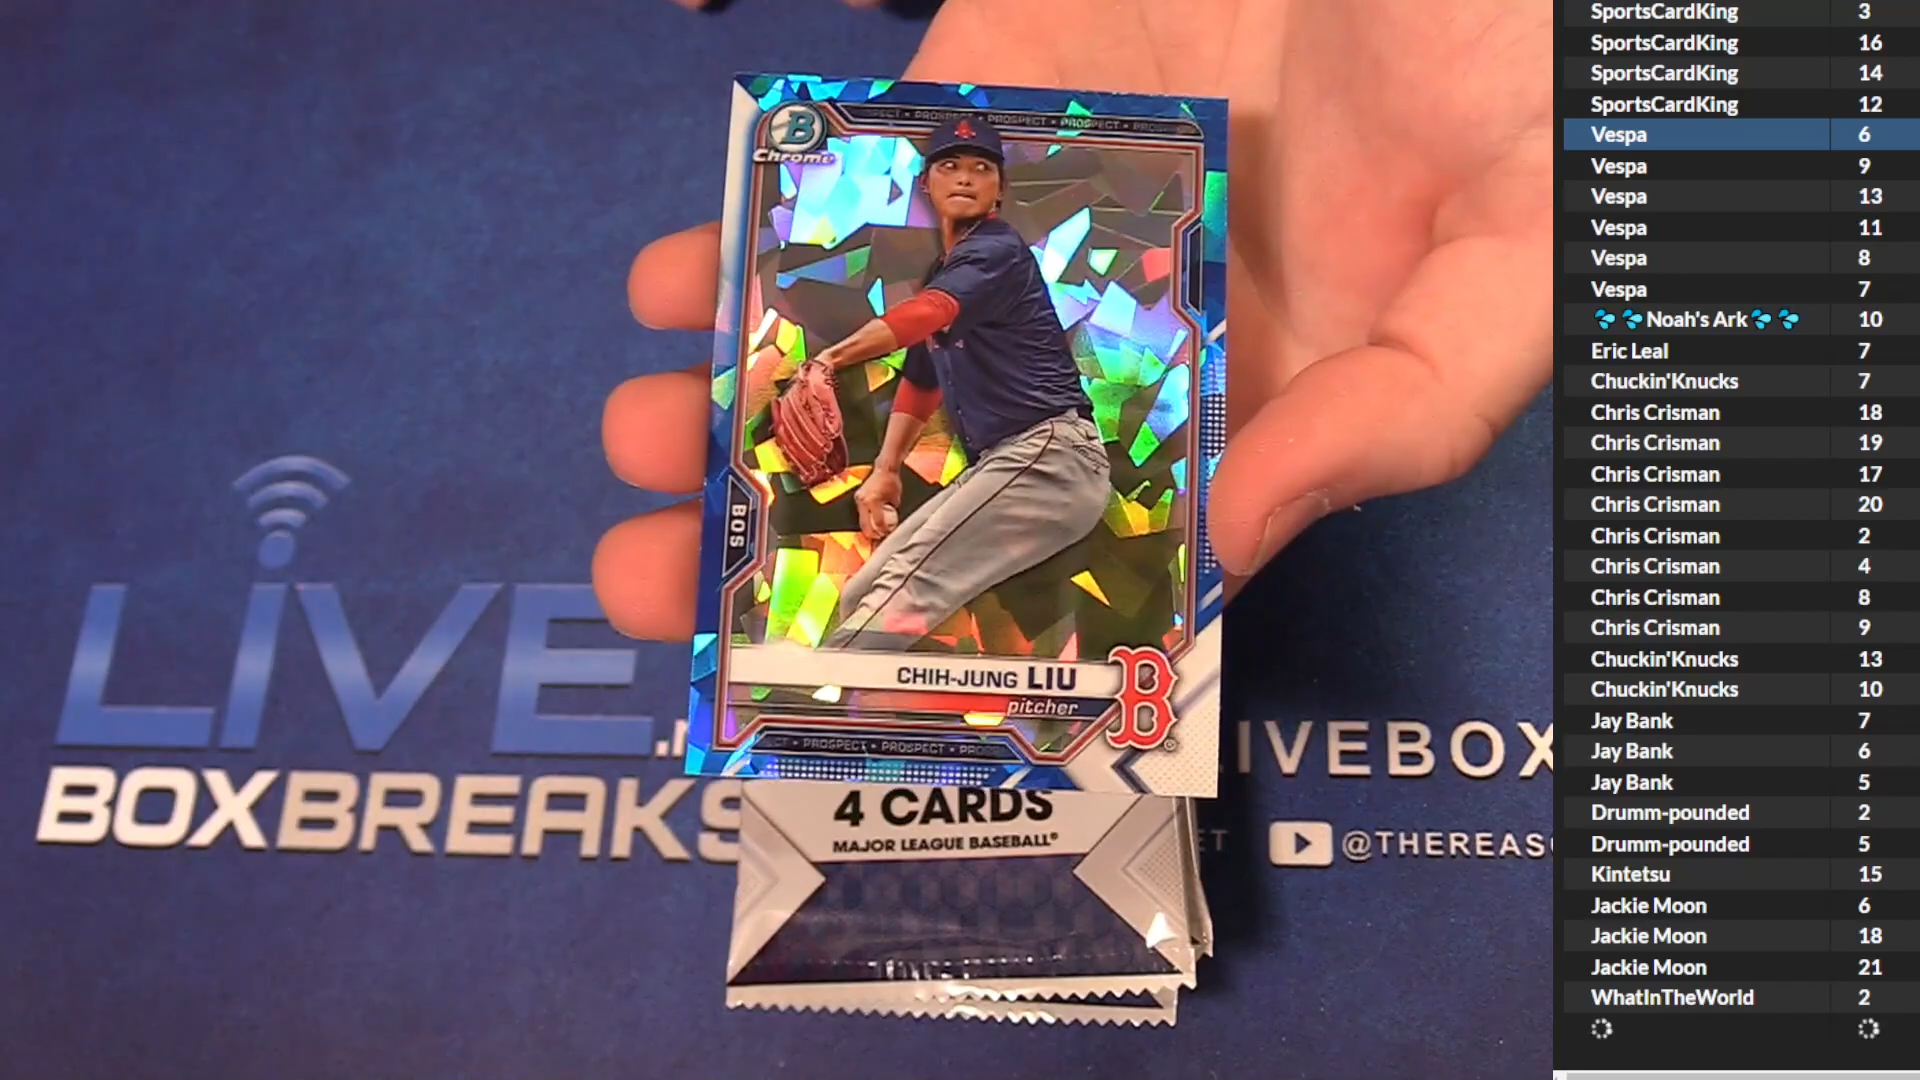 B
Chrome
PROSPECT • PROSPECT • PROSPECT
BOS
CHIH-JUNG LIU
pitcher
B
PROSPECT • PROSPECT
4 CARDS
MAJOR LEAGUE BASEBALL®
LIVE
BOXBREAKS
IVEBOX
ET
@THEREAS
SportsCardKing 3
SportsCardKing 16
SportsCardKing 14
SportsCardKing 12
Vespa 6
Vespa 9
Vespa 13
Vespa 11
Vespa 8
Vespa 7
💦💦Noah's Ark💦💦 10
Eric Leal 7
Chuckin'Knucks 7
Chris Crisman 18
Chris Crisman 19
Chris Crisman 17
Chris Crisman 20
Chris Crisman 2
Chris Crisman 4
Chris Crisman 8
Chris Crisman 9
Chuckin'Knucks 13
Chuckin'Knucks 10
Jay Bank 7
Jay Bank 6
Jay Bank 5
Drumm-pounded 2
Drumm-pounded 5
Kintetsu 15
Jackie Moon 6
Jackie Moon 18
Jackie Moon 21
WhatInTheWorld 2